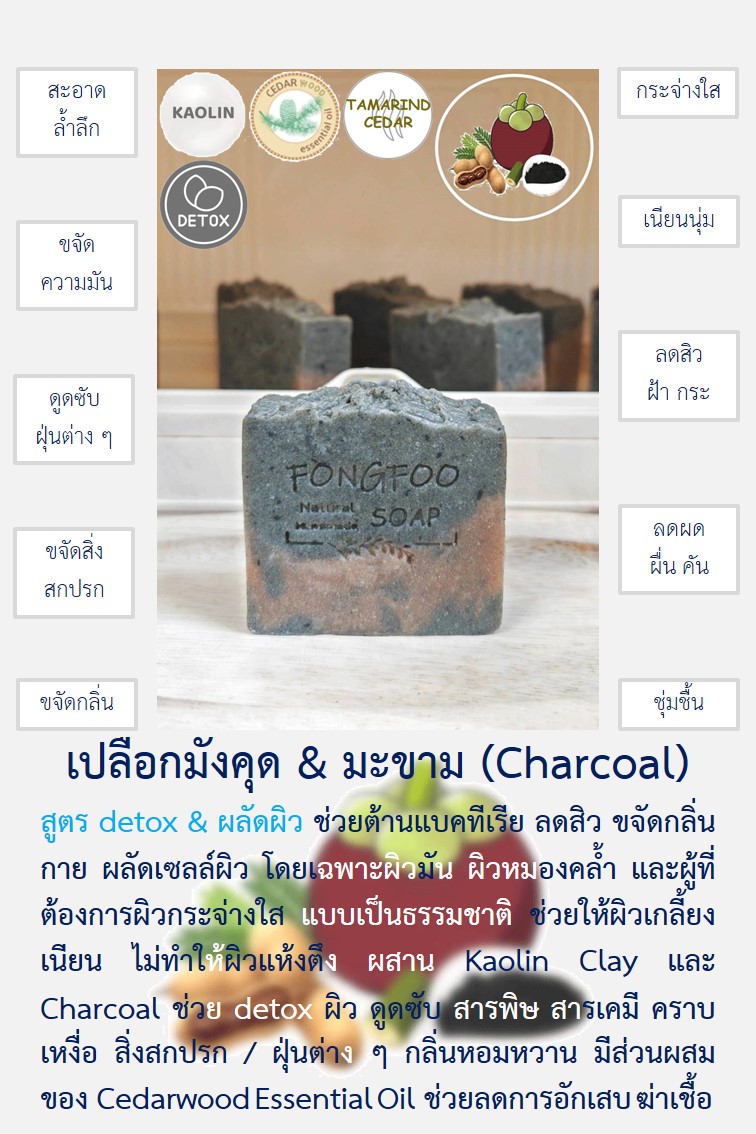 สะอาด
ล้ำลึก
ขจัด
ความมัน
ดูดซับ
ฝุ่นต่าง ๆ
ขจัดสิ่ง
สกปรก
ขจัดกลิ่น
KAOLIN
CEDAR WOOD
essential oil
TAMARIND
CEDAR
DETOX
FONGFOO
Natural
SOAP
กระจ่างใส
เนียนนุ่ม
ลดสิว
ฝ้า กระ
ลดผด
ผื่น คัน
ชุ่มชื้น
เปลือกมังคุด & มะขาม (Charcoal)
สูตร detox & ผลัดผิว ช่วยต้านแบคทีเรีย ลดสิว ขจัดกลิ่น
กาย ผลัดเซลล์ผิว โดยเฉพาะผิวมัน ผิวหมองคล้ำ และผู้ที่
ต้องการผิวกระจ่างใส แบบเป็นธรรมชาติ ช่วยให้ผิวเกลี้ยง
เนียน ไม่ทำให้ผิวแห้งตึง ผสาน Kaolin Clay และ
Charcoal ช่วย detox ผิว ดูดซับ สารพิษ สารเคมี คราบ
เหงื่อ สิ่งสกปรก / ฝุ่นต่าง ๆ กลิ่นหอมหวาน มีส่วนผสม
ของ Cedarwood Essential Oil ช่วยลดการอักเสบ ฆ่าเชื้อ